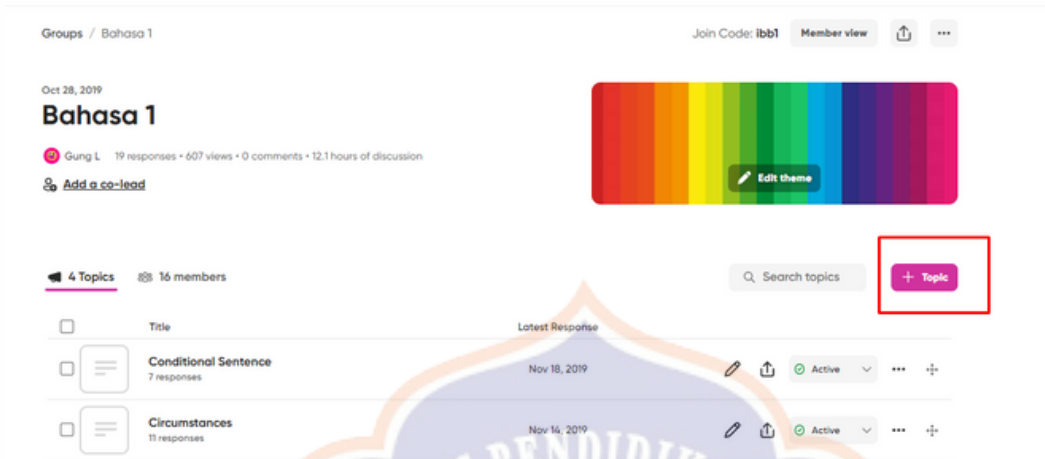 Groups / Bahasa 1
Join Code: ibb1 Member view
Oct 28, 2019
Bahasa 1
Gung L 19 responses • 607 views • 0 comments • 12.1 hours of discussion
Add a co-lead
Edit theme
4 Topics 16 members Search topics + Topic
Title Latest Response
Conditional Sentence
7 responses
Nov 18, 2019 Active
Circumstances
11 responses
Nov 14, 2019 Active
PENDIDIK